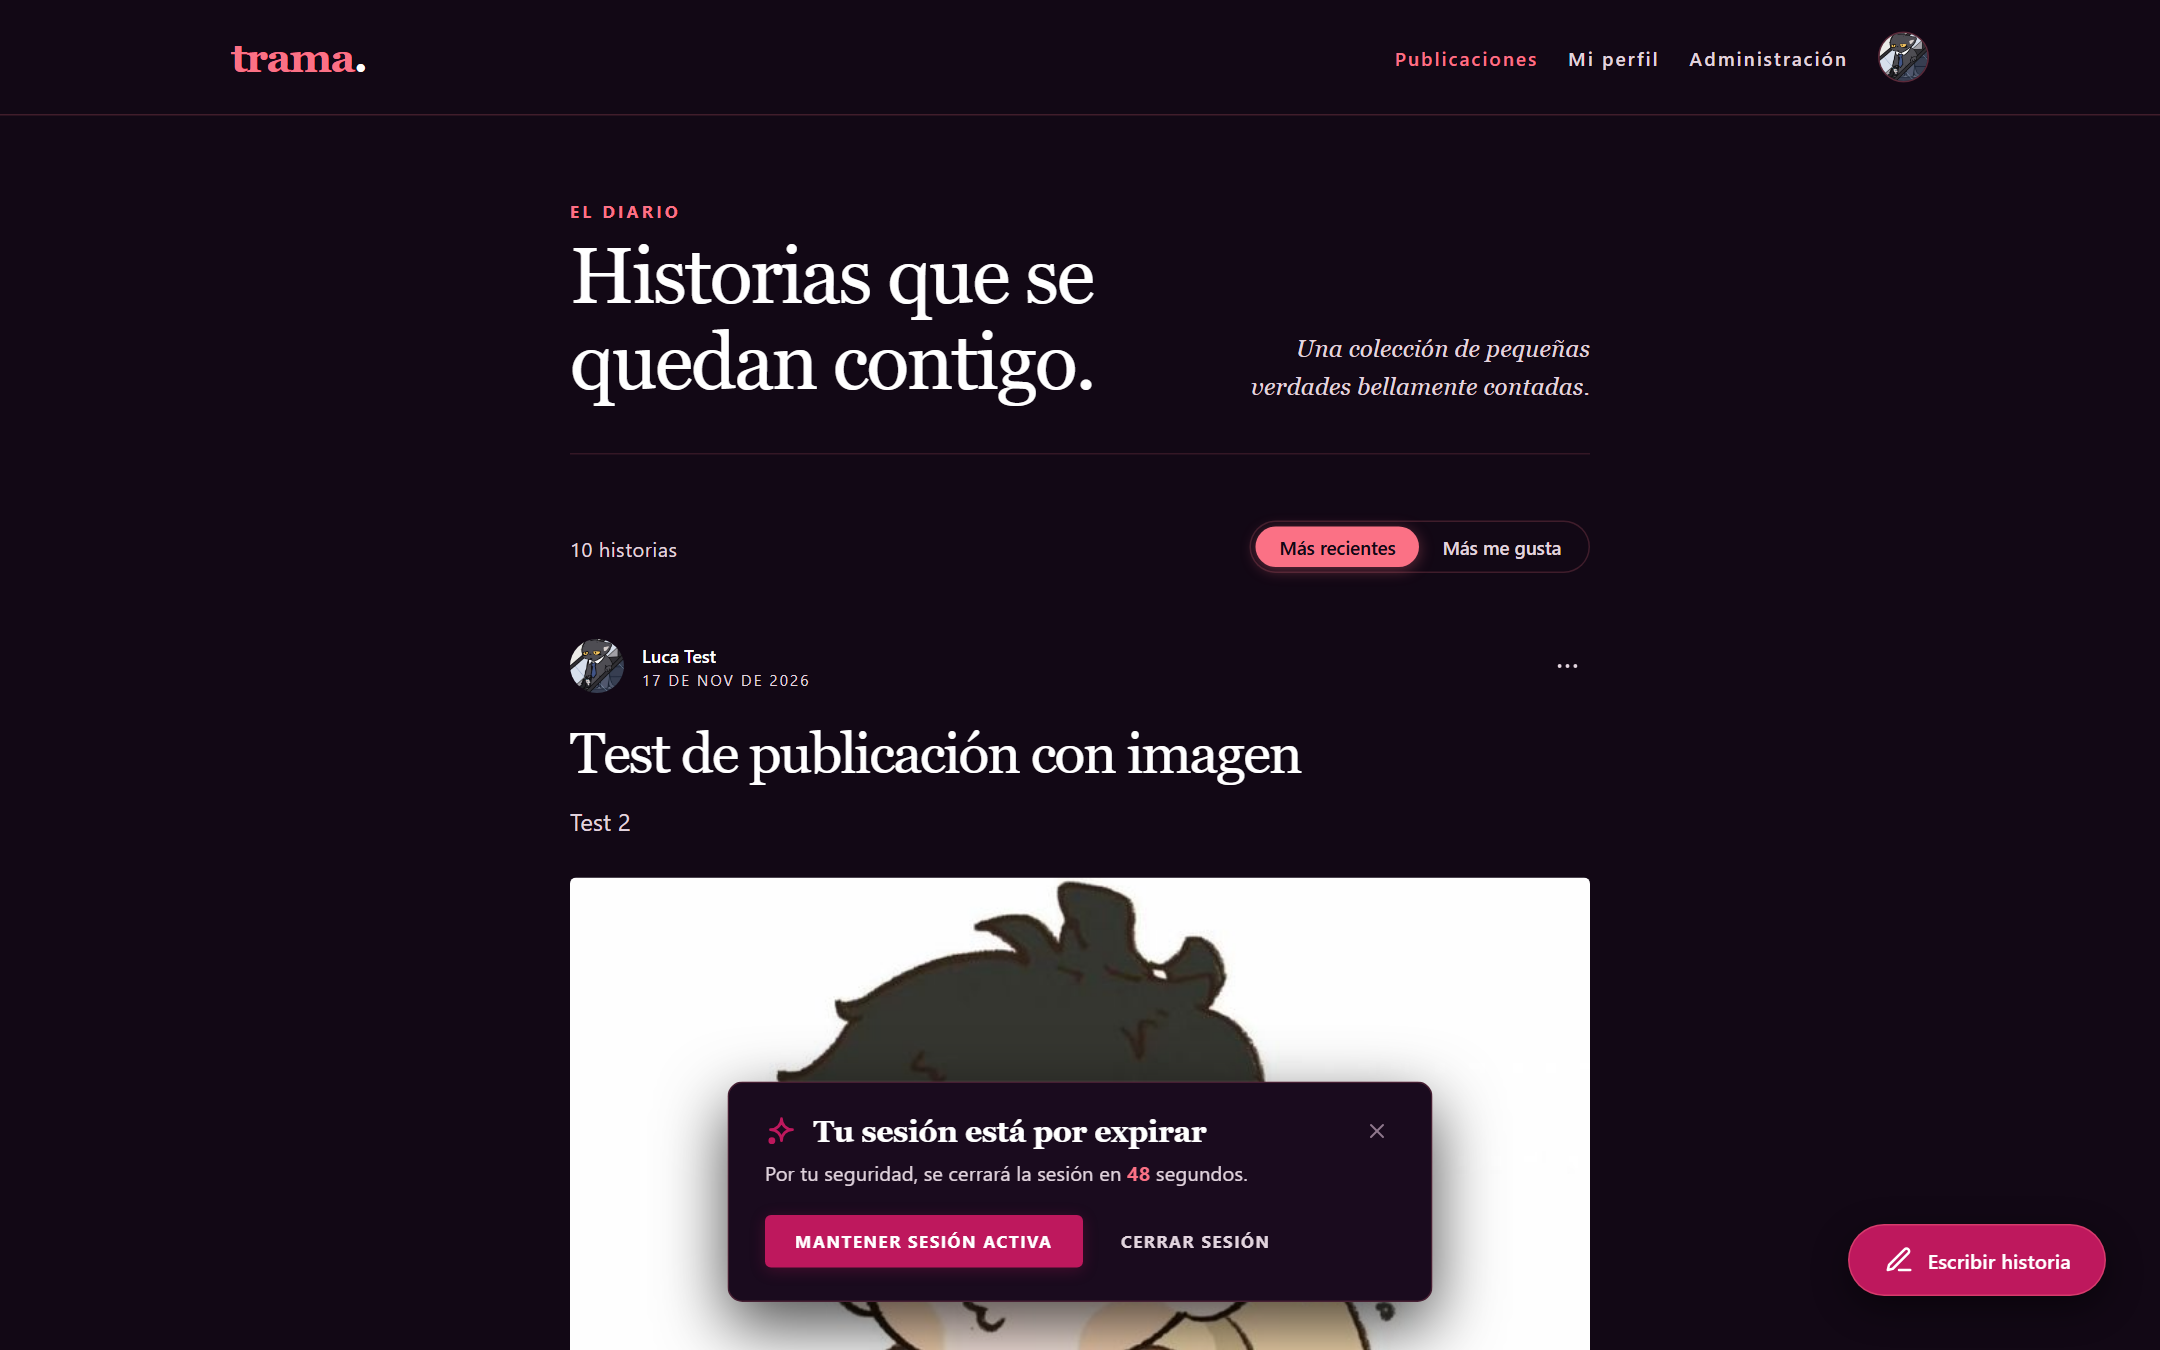 trama.
Publicaciones
Mi perfil
Administración
EL DIARIO
Historias que se
quedan contigo.
Una colección de pequeñas
verdades bellamente contadas.
10 historias
Más recientes
Más me gusta
Luca Test
17 DE NOV DE 2026
Test de publicación con imagen
Test 2
Tu sesión está por expirar
Por tu seguridad, se cerrará la sesión en 48 segundos.
MANTENER SESIÓN ACTIVA
CERRAR SESIÓN
Escribir historia